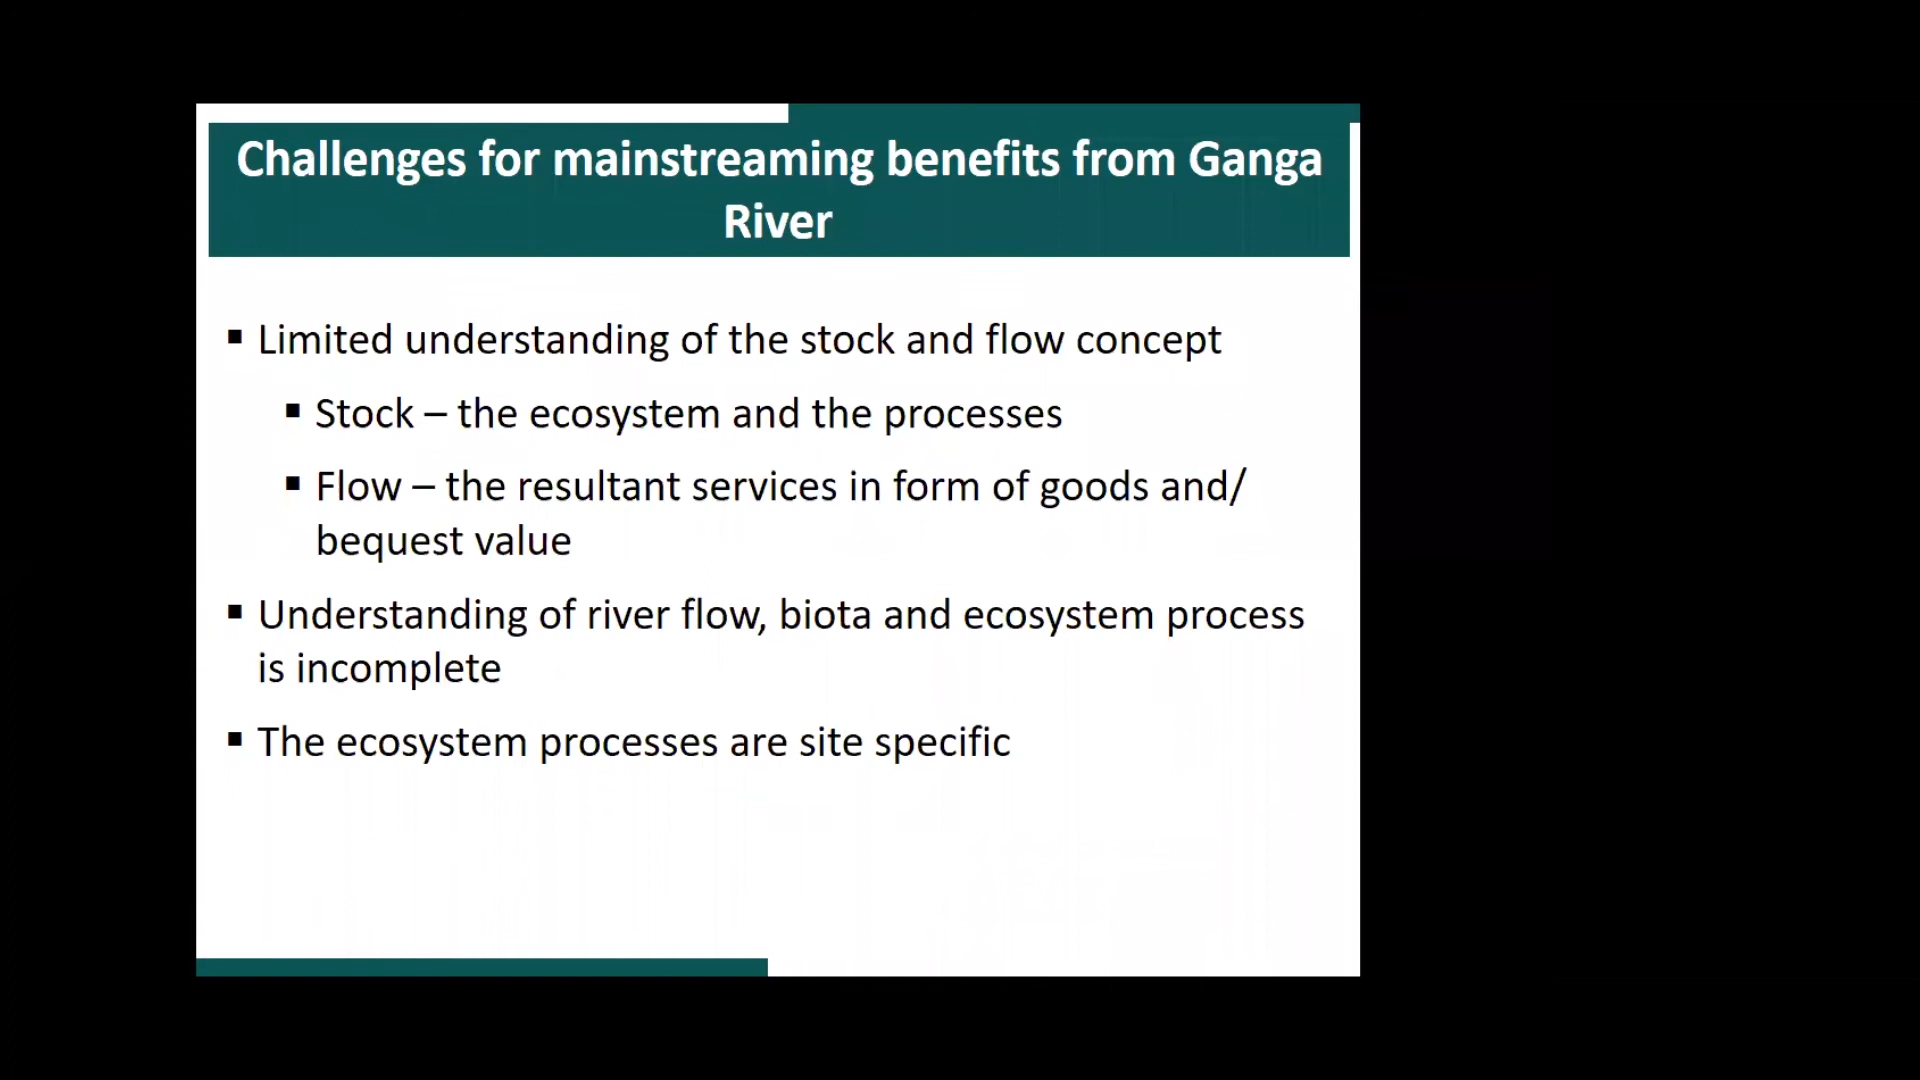 Challenges for mainstreaming benefits from Ganga
River
▪ Limited understanding of the stock and flow concept
▪ Stock – the ecosystem and the processes
▪ Flow – the resultant services in form of goods and/
bequest value
▪ Understanding of river flow, biota and ecosystem process
is incomplete
▪ The ecosystem processes are site specific